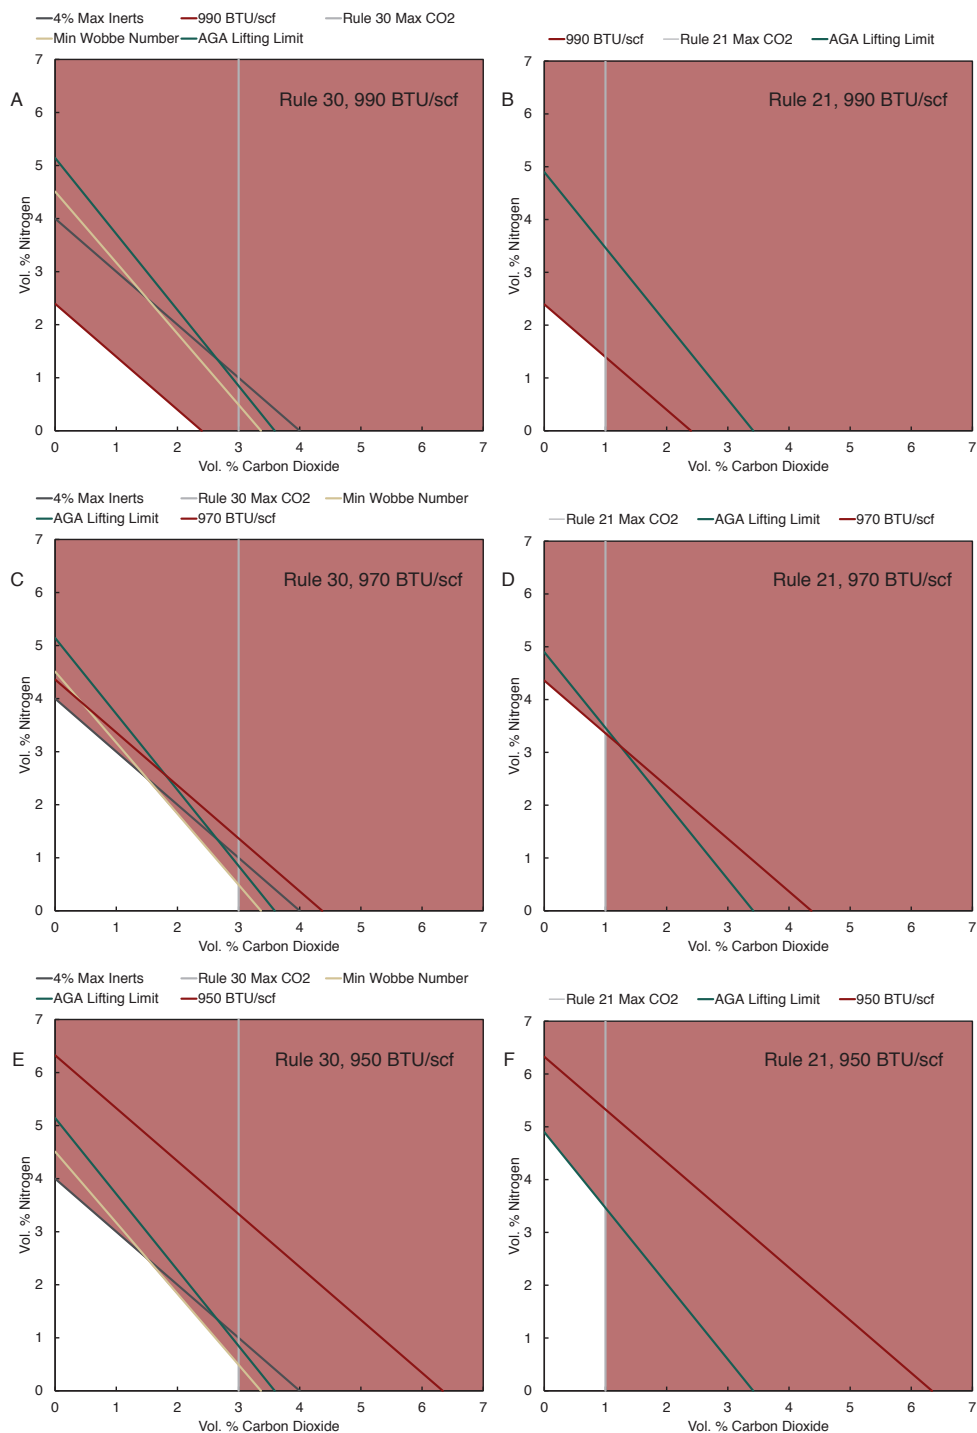 4% Max Inerts 990 BTU/scf Rule 30 Max CO2
Min Wobbe Number AGA Lifting Limit
A
Rule 30, 990 BTU/scf
Vol. % Nitrogen
7
6
5
4
3
2
1
0
0 1 2 3 4 5 6 7
Vol. % Carbon Dioxide
990 BTU/scf Rule 21 Max CO2 AGA Lifting Limit
B
Rule 21, 990 BTU/scf
Vol. % Nitrogen
7
6
5
4
3
2
1
0
0 1 2 3 4 5 6 7
Vol. % Carbon Dioxide
4% Max Inerts Rule 30 Max CO2 Min Wobbe Number
AGA Lifting Limit 970 BTU/scf
C
Rule 30, 970 BTU/scf
Vol. % Nitrogen
7
6
5
4
3
2
1
0
0 1 2 3 4 5 6 7
Vol. % Carbon Dioxide
Rule 21 Max CO2 AGA Lifting Limit 970 BTU/scf
D
Rule 21, 970 BTU/scf
Vol. % Nitrogen
7
6
5
4
3
2
1
0
0 1 2 3 4 5 6 7
Vol. % Carbon Dioxide
4% Max Inerts Rule 30 Max CO2 Min Wobbe Number
AGA Lifting Limit 950 BTU/scf
E
Rule 30, 950 BTU/scf
Vol. % Nitrogen
7
6
5
4
3
2
1
0
0 1 2 3 4 5 6 7
Vol. % Carbon Dioxide
Rule 21 Max CO2 AGA Lifting Limit 950 BTU/scf
F
Rule 21, 950 BTU/scf
Vol. % Nitrogen
7
6
5
4
3
2
1
0
0 1 2 3 4 5 6 7
Vol. % Carbon Dioxide